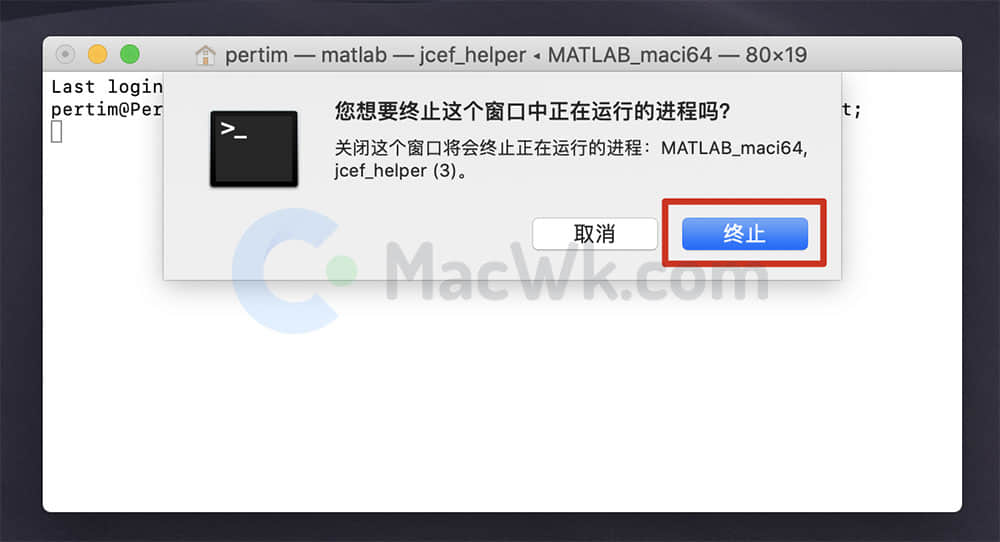 pertim — matlab — jcef_helper ◂ MATLAB_maci64 — 80×19
Last login
pertim@Per
t;
您想要终止这个窗口中正在运行的进程吗?
关闭这个窗口将会终止正在运行的进程：MATLAB_maci64,
jcef_helper (3)。
取消
终止
MacWk.com